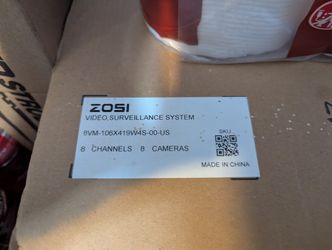 ZOSI
VIDEO SURVEILLANCE SYSTEM
8VM-106X419W4S-00-US
SKU
8 CHANNELS 8 CAMERAS
MADE IN CHINA